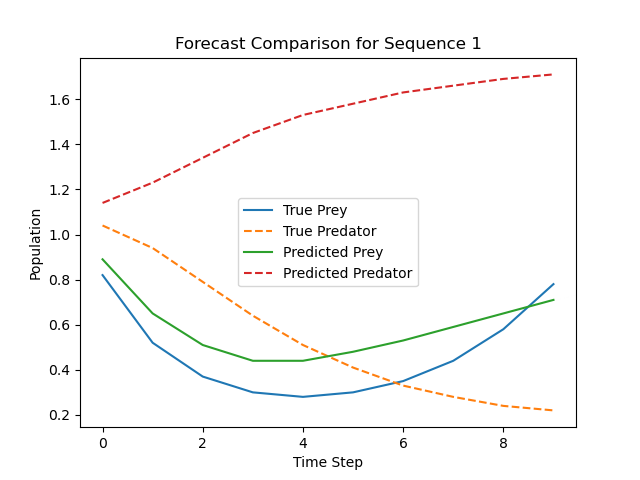 Forecast Comparison for Sequence 1
Population
1.6
1.4
1.2
1.0
0.8
0.6
0.4
0.2
True Prey
True Predator
Predicted Prey
Predicted Predator
0 2 4 6 8
Time Step